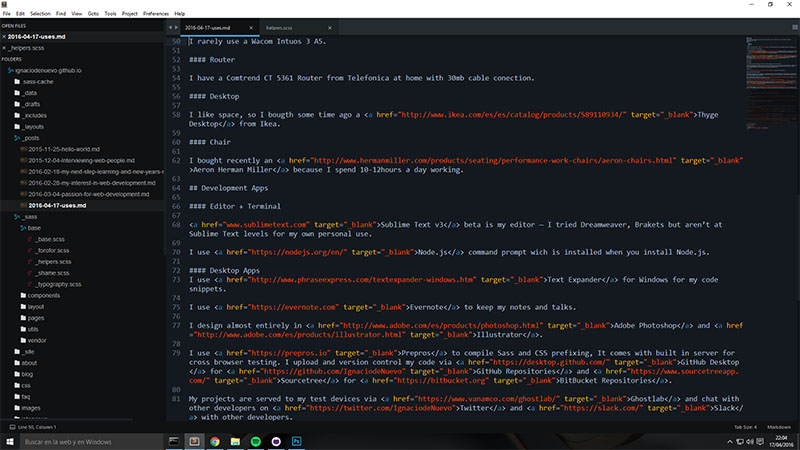 File Edit Selection Find View Goto Tools Project Preferences Help
OPEN FILES
2016-04-17-uses.md
_helpers.scss
FOLDERS
ignaciodenuevo.github.io
.sass-cache
_data
_drafts
_includes
_layouts
_posts
2015-11-25-hello-world.md
2015-12-04-interviewing-web-people.md
2016-02-18-my-next-step-learning-and-new-years-r
2016-02-28-my-interest-in-web-development.md
2016-03-04-passion-for-web-development.md
2016-04-17-uses.md
_sass
base
_base.scss
_forofor.scss
_helpers.scss
_shame.scss
_typography.scss
components
layout
pages
utils
vendor
_site
about
blog
css
faq
images
2016-04-17-uses.md helpers.scss
50 I rarely use a Wacom Intuos 3 A5.
51
52 #### Router
53
54 I have a Comtrend CT 5361 Router from Telefonica at home with 30mb cable conection.
55
56 #### Desktop
57
58 I like space, so I bougth some time ago a <a href="http://www.ikea.com/es/es/catalog/products/S89110934/" target="_blank">Thyge
Desktop</a> from Ikea.
59
60 #### Chair
61
62 I bought recently an <a href="http://www.hermanmiller.com/products/seating/performance-work-chairs/aeron-chairs.html" target="_blank"
>Aeron Herman Miller</a> because I spend 10-12hours a day working.
63
64 ## Development Apps
65
66 #### Editor + Terminal
67
68 <a href="www.sublimetext.com" target="_blank">Sublime Text v3</a> beta is my editor – I tried Dreamweaver, Brakets but aren't at
Sublime Text levels for my own personal use.
69
70 I use <a href="https://nodejs.org/en/" target="_blank">Node.js</a> command prompt wich is installed when you install Node.js.
71
72 #### Desktop Apps
73 I use <a href="http://www.phraseexpress.com/textexpander-windows.htm" target="_blank">Text Expander</a> for Windows for my code
snippets.
74
75 I use <a href="https://evernote.com" target="_blank">Evernote</a> to keep my notes and talks.
76
77 I design almost entirely in <a href="http://www.adobe.com/es/products/photoshop.html" target="_blank">Adobe Photoshop</a> and <a href
="http://www.adobe.com/es/products/illustrator.html" target="_blank">Illustrator</a>.
78
79 I use <a href="https://prepros.io" target="_blank">Prepros</a> to compile Sass and CSS prefixing, It comes with built in server for
cross browser testing. I upload and version control my code via <a href="https://desktop.github.com/" target="_blank">GitHub Desktop
</a> for <a href="https://github.com/IgnaciodeNuevo" target="_blank">GitHub Repositories</a> and <a href="https://www.sourcetreeapp.
com/" target="_blank">Sourcetree</a> for <a href="https://bitbucket.org" target="_blank">BitBucket Repositories</a>.
80
81 My projects are served to my test devices via <a href="https://www.vanamco.com/ghostlab/" target="_blank">Ghostlab</a> and chat with
other developers on <a href="https://twitter.com/IgnaciodeNuevo" target="_blank">Twitter</a> and <a href="https://slack.com/" target="_blank">Slack</
a> with other developers.
Line 50, Column 1 Tab Size: 4 Markdown
Buscar en la web y en Windows
22:04
17/04/2016